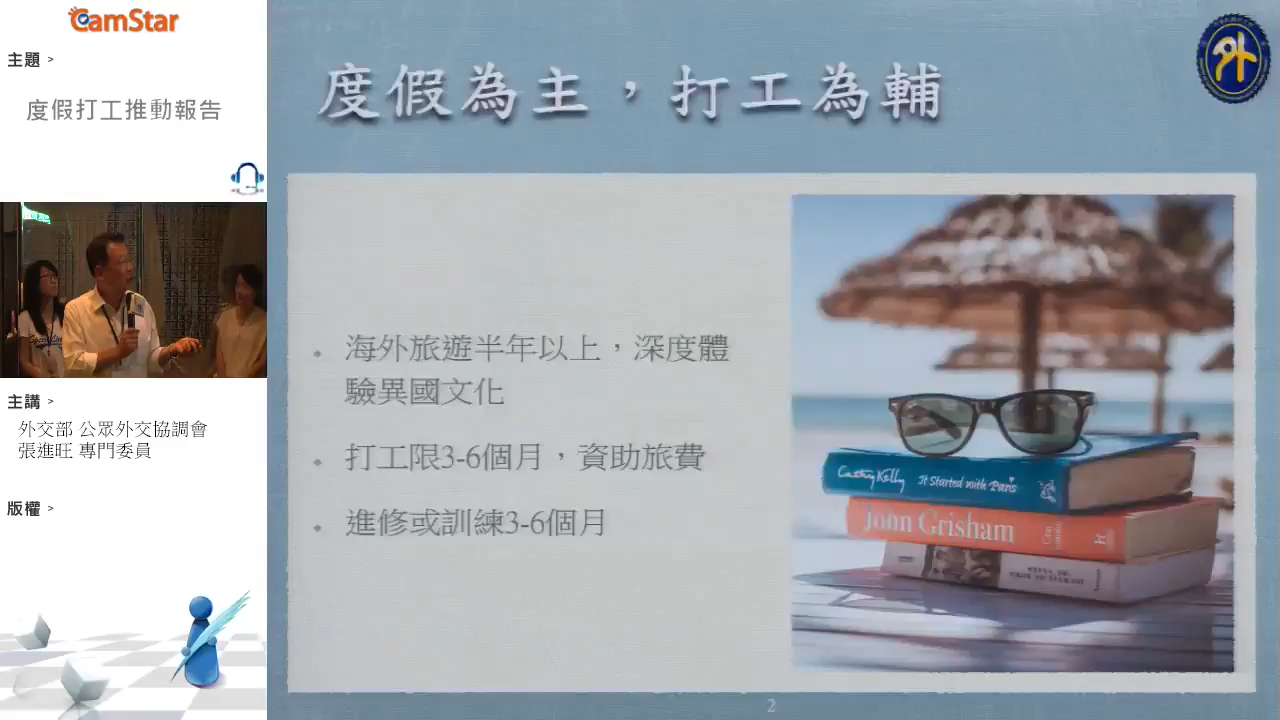 CamStar
主題 >
度假打工推動報告
主講 >
外交部 公眾外交協調會
張進旺 專門委員
版權 >
度假為主，打工為輔
外
• 海外旅遊半年以上，深度體
驗異國文化
• 打工限3-6個月，資助旅費
• 進修或訓練3-6個月
Cathy Kelly It Started with Paris
John Grisham
2